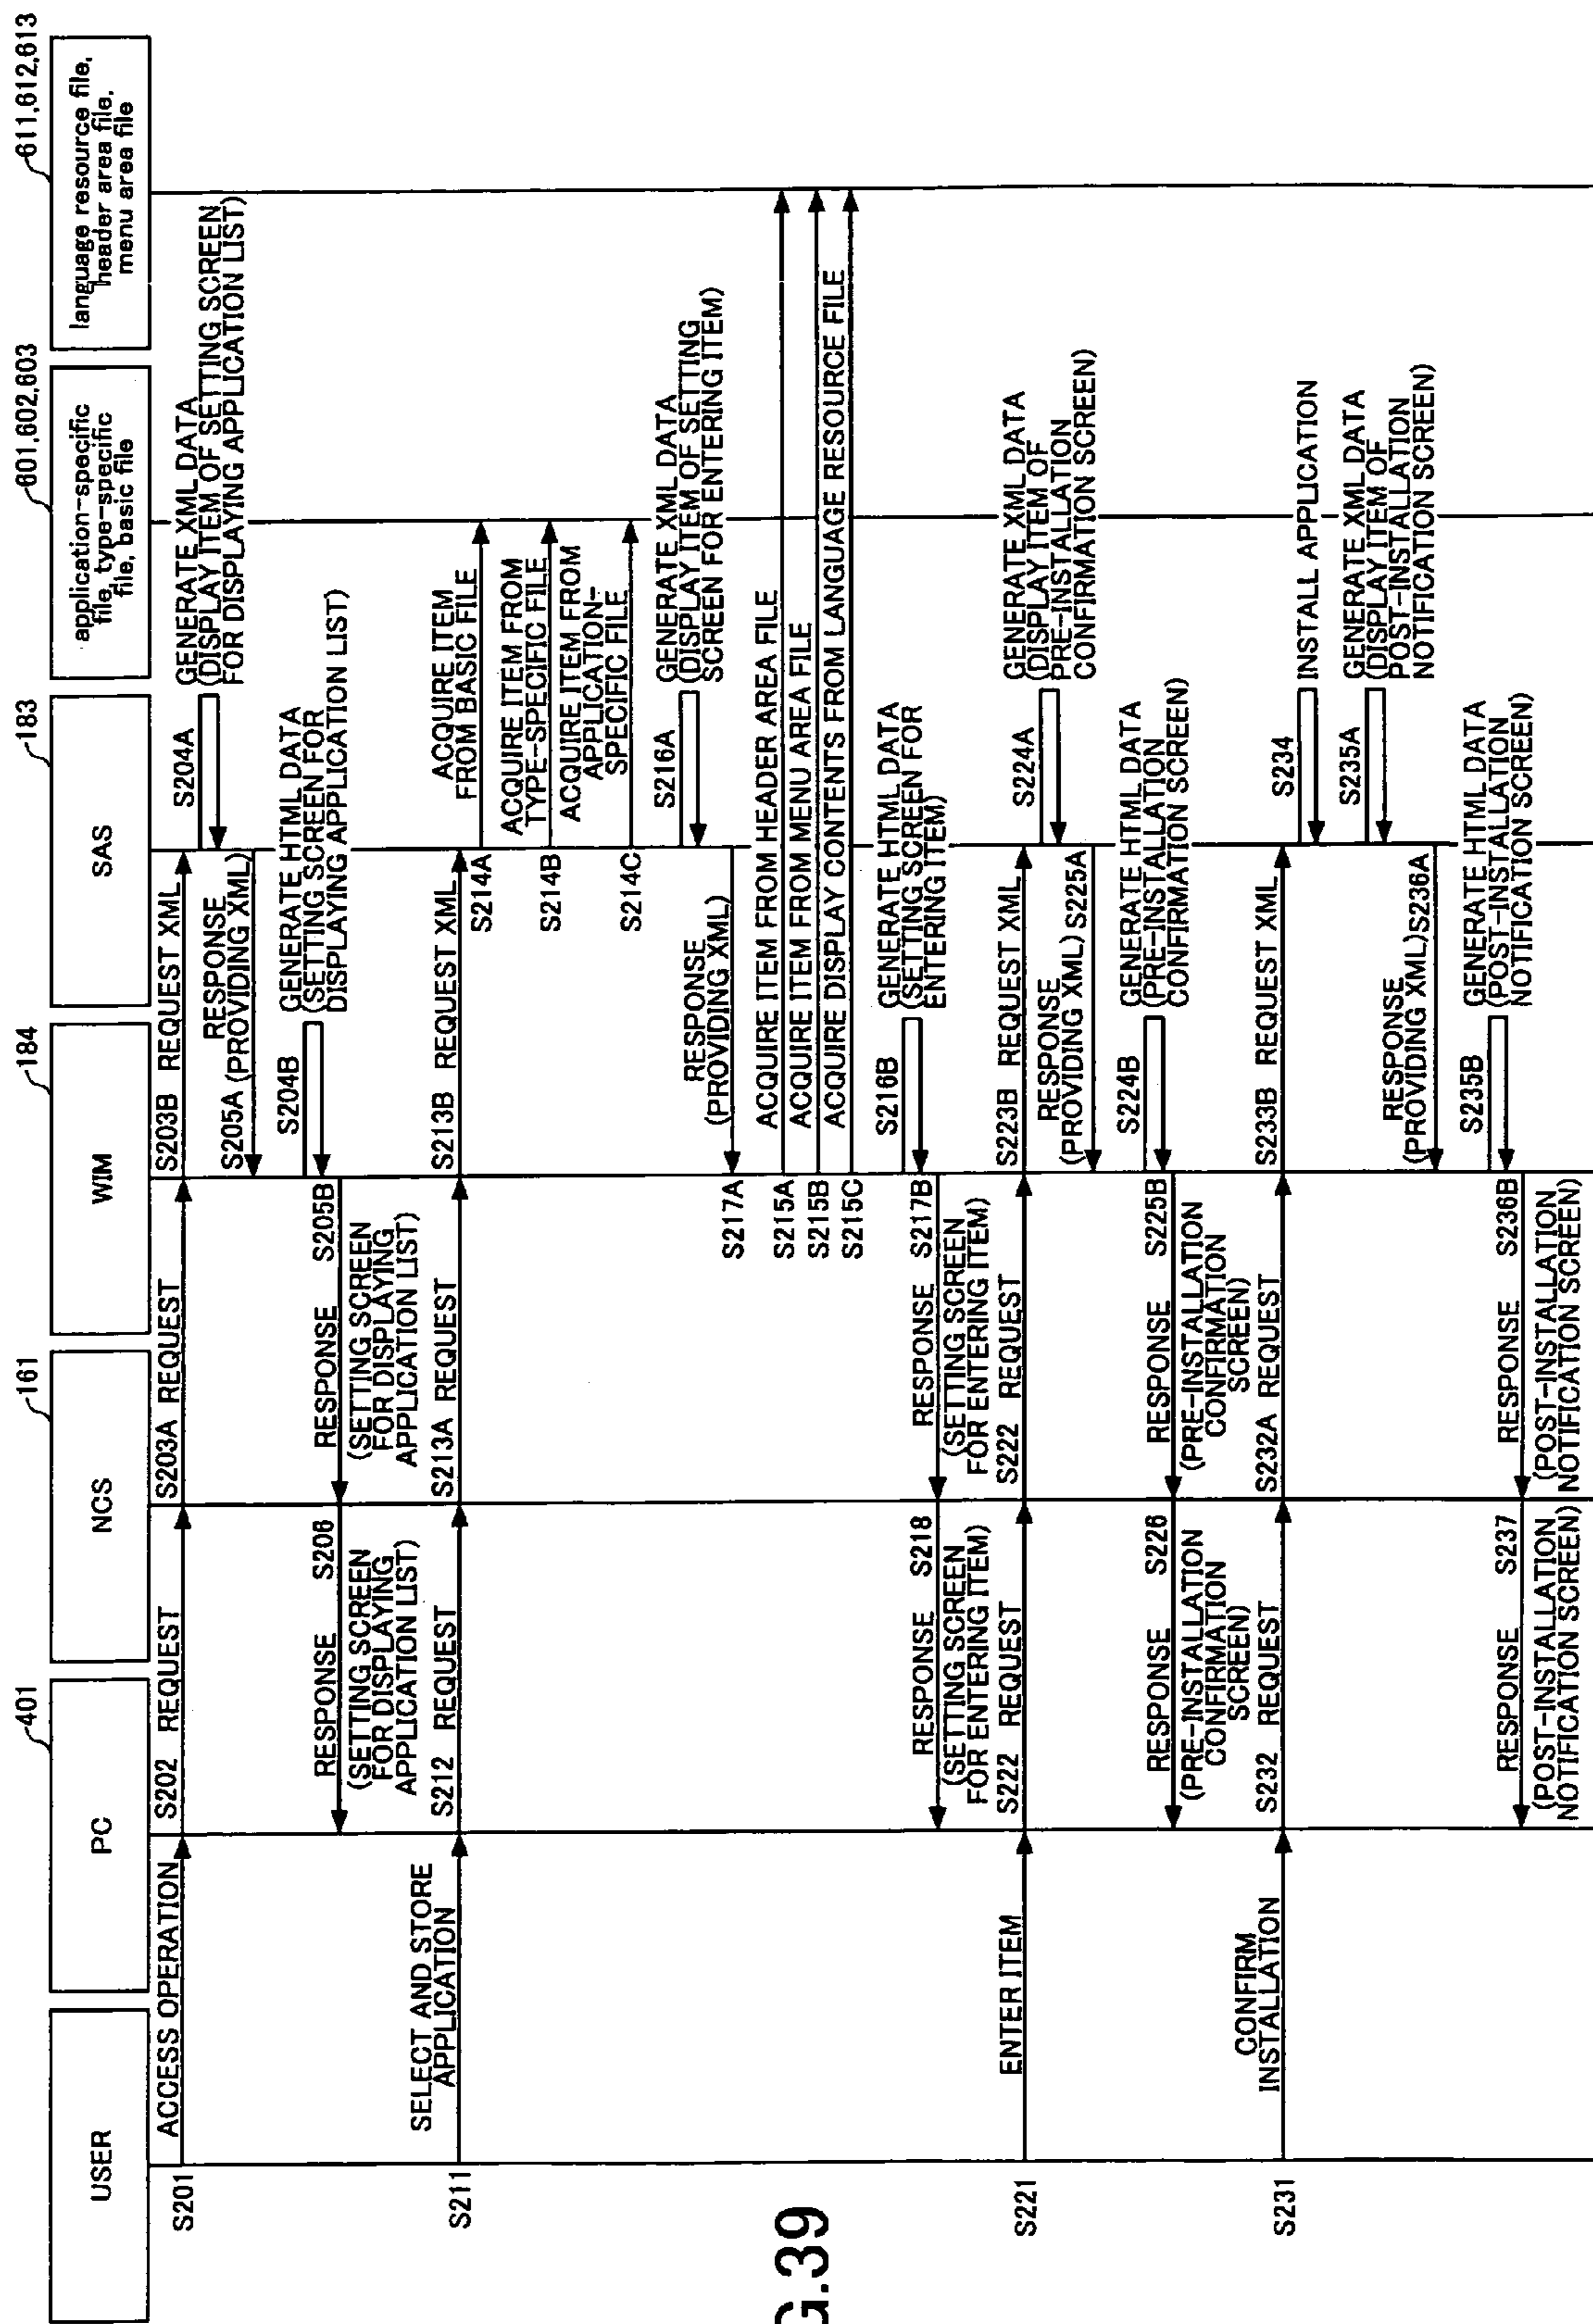 USER
PC
NCS
WIM
SAS
application-specific
file, type-specific
file, basic file
language resource file,
header area file,
menu area file
401
161
184
183
601,602,603
611,612,613
S201
ACCESS OPERATION
S202 REQUEST
S203A REQUEST
S203B REQUEST XML
S204A
GENERATE XML DATA
(DISPLAY ITEM OF SETTING SCREEN
FOR DISPLAYING APPLICATION LIST)
RESPONSE
S205A (PROVIDING XML)
S204B
GENERATE HTML DATA
(SETTING SCREEN FOR
DISPLAYING APPLICATION LIST)
RESPONSE S205B
(SETTING SCREEN
FOR DISPLAYING
APPLICATION LIST)
RESPONSE S206
(SETTING SCREEN
FOR DISPLAYING
APPLICATION LIST)
S211
SELECT AND STORE
APPLICATION
S212 REQUEST
S213A REQUEST
S213B REQUEST XML
S214A
ACQUIRE ITEM
FROM BASIC FILE
S214B
ACQUIRE ITEM FROM
TYPE-SPECIFIC FILE
S214C
ACQUIRE ITEM FROM
APPLICATION-
SPECIFIC FILE
S216A
GENERATE XML DATA
(DISPLAY ITEM OF SETTING
SCREEN FOR ENTERING ITEM)
RESPONSE
(PROVIDING XML)
S217A
S215A
ACQUIRE ITEM FROM HEADER AREA FILE
S215B
ACQUIRE ITEM FROM MENU AREA FILE
S215C
ACQUIRE DISPLAY CONTENTS FROM LANGUAGE RESOURCE FILE
S216B
GENERATE HTML DATA
(SETTING SCREEN FOR
ENTERING ITEM)
RESPONSE S217B
(SETTING SCREEN
FOR ENTERING ITEM)
RESPONSE S218
(SETTING SCREEN
FOR ENTERING ITEM)
S221
ENTER ITEM
S222 REQUEST
S222 REQUEST
S223B REQUEST XML
S224A
GENERATE XML DATA
(DISPLAY ITEM OF
PRE-INSTALLATION
CONFIRMATION SCREEN)
RESPONSE
(PROVIDING XML) S225A
S224B
GENERATE HTML DATA
(PRE-INSTALLATION
CONFIRMATION SCREEN)
RESPONSE S225B
(PRE-INSTALLATION
CONFIRMATION
SCREEN)
RESPONSE S226
(PRE-INSTALLATION
CONFIRMATION
SCREEN)
S231
CONFIRM
INSTALLATION
S232 REQUEST
S232A REQUEST
S233B REQUEST XML
S234
INSTALL APPLICATION
S235A
GENERATE XML DATA
(DISPLAY ITEM OF
POST-INSTALLATION
NOTIFICATION SCREEN)
RESPONSE
(PROVIDING XML)S236A
S235B
GENERATE HTML DATA
(POST-INSTALLATION
NOTIFICATION SCREEN)
RESPONSE S236B
(POST-INSTALLATION
NOTIFICATION SCREEN)
RESPONSE S237
(POST-INSTALLATION
NOTIFICATION SCREEN)
G.39